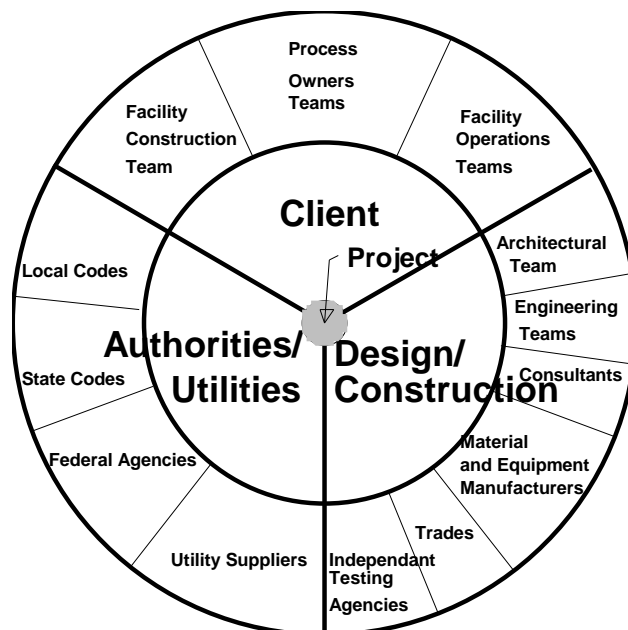 Process
Owners
Teams
Facility
Construction
Team
Facility
Operations
Teams
Client
Project
Local Codes
Architectural
Team
Engineering
Teams
Authorities/
Utilities
Design/
Construction
State Codes
Consultants
Federal Agencies
Material
and Equipment
Manufacturers
Utility Suppliers
Trades
Independant
Testing
Agencies